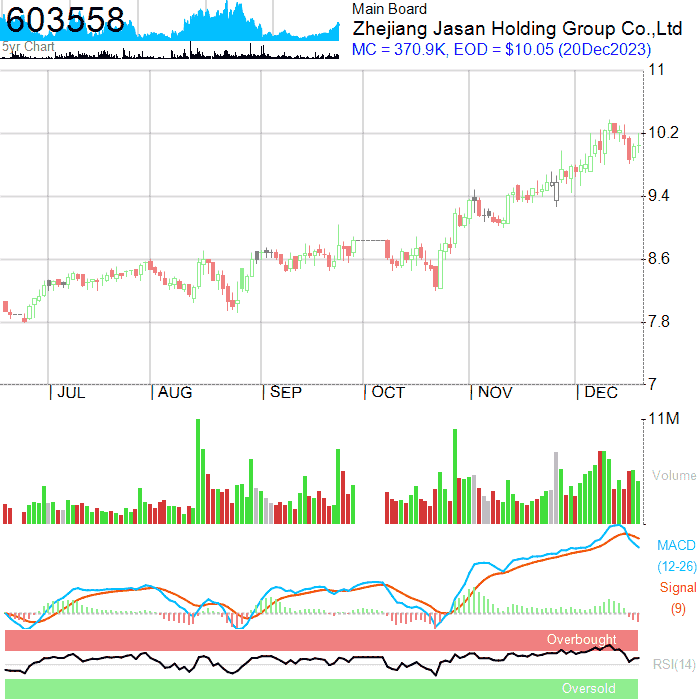 603558
5yr Chart
Main Board
Zhejiang Jasan Holding Group Co.,Ltd
MC = 370.9K, EOD = $10.05 (20Dec2023)
11
10.2
9.4
8.6
7.8
7
JUL AUG SEP OCT NOV DEC
11M
Volume
MACD
(12-26)
Signal
(9)
Overbought
RSI(14)
Oversold